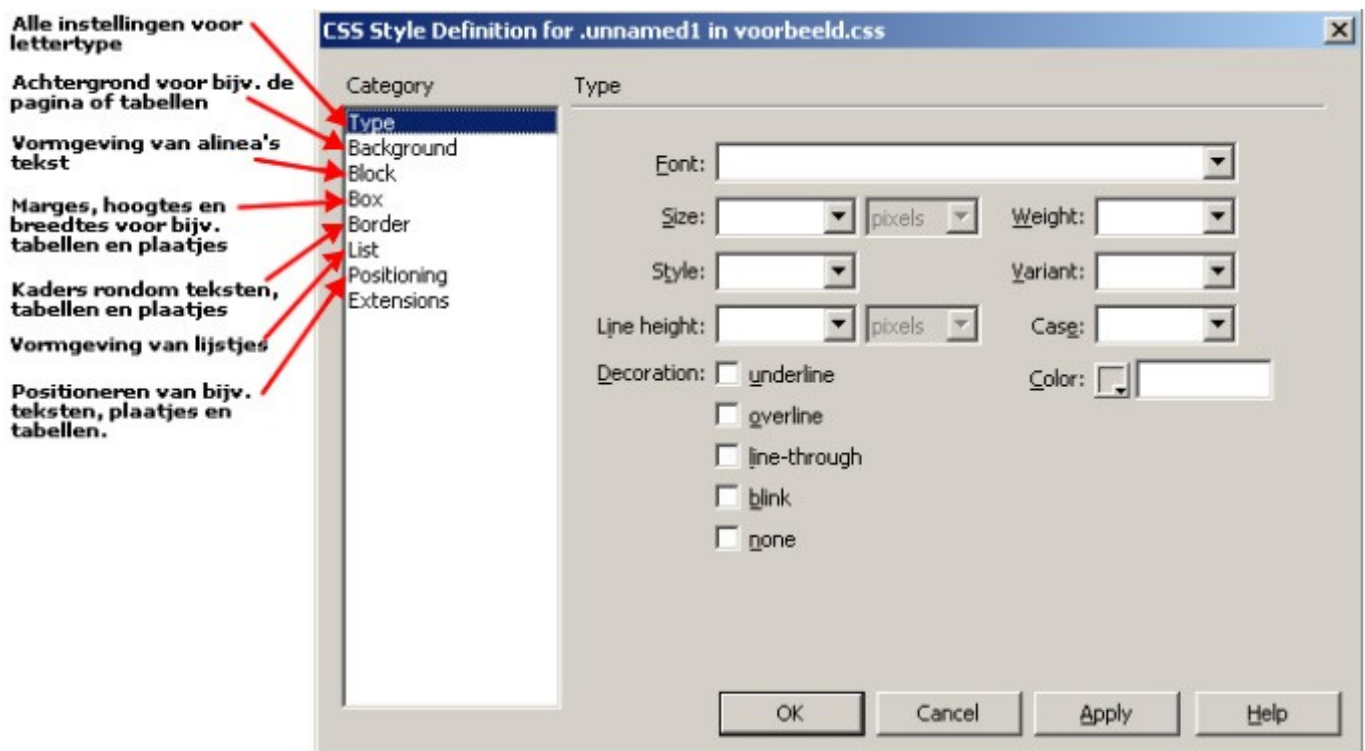 Alle instellingen voor
lettertype
Achtergrond voor bijv. de
pagina of tabellen
Vormgeving van alinea's
tekst
Marges, hoogtes en
breedtes voor bijv.
tabellen en plaatjes
Kaders rondom teksten,
tabellen en plaatjes
Vormgeving van lijstjes
Positioneren van bijv.
teksten, plaatjes en
tabellen.
CSS Style Definition for .unnamed1 in voorbeeld.css
Category
Type
Background
Block
Box
Border
List
Positioning
Extensions
Type
Font:
Size: pixels Weight:
Style: Variant:
Line height: pixels Case:
Decoration: underline Color:
overline
line-through
blink
none
OK Cancel Apply Help